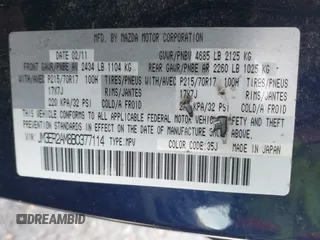 MFD. BY MAZDA MOTOR CORPORATION
DATE 02/11 GVWR/PNBV 4685 LB 2125 KG
FRONT GAWR/PNBE AV 2434 LB 1104 KG REAR GAWR/PNBE AR 2260 LB 1025 KG
WITH/AVEC P215/70R17 100H TIRES/PNEUS WITH/AVEC P215/70R17 100H TIRES/PNEUS
17X7J RIMS/JANTES 17X7J RIMS/JANTES
220 KPA/32 PSI COLD/A FROID KPA/32 PSI COLD/A FROID
THIS VEHICLE CONFORMS TO ALL APPLICABLE FEDERAL MOTOR VEHICLE SAFETY AND THEFT
PREVENTION STANDARDS IN EFFECT ON THE DATE OF MANUFACTURE SHOWN ABOVE.
VIN: TYPE:MPV COLOR CODE:35J MADE IN JAPAN